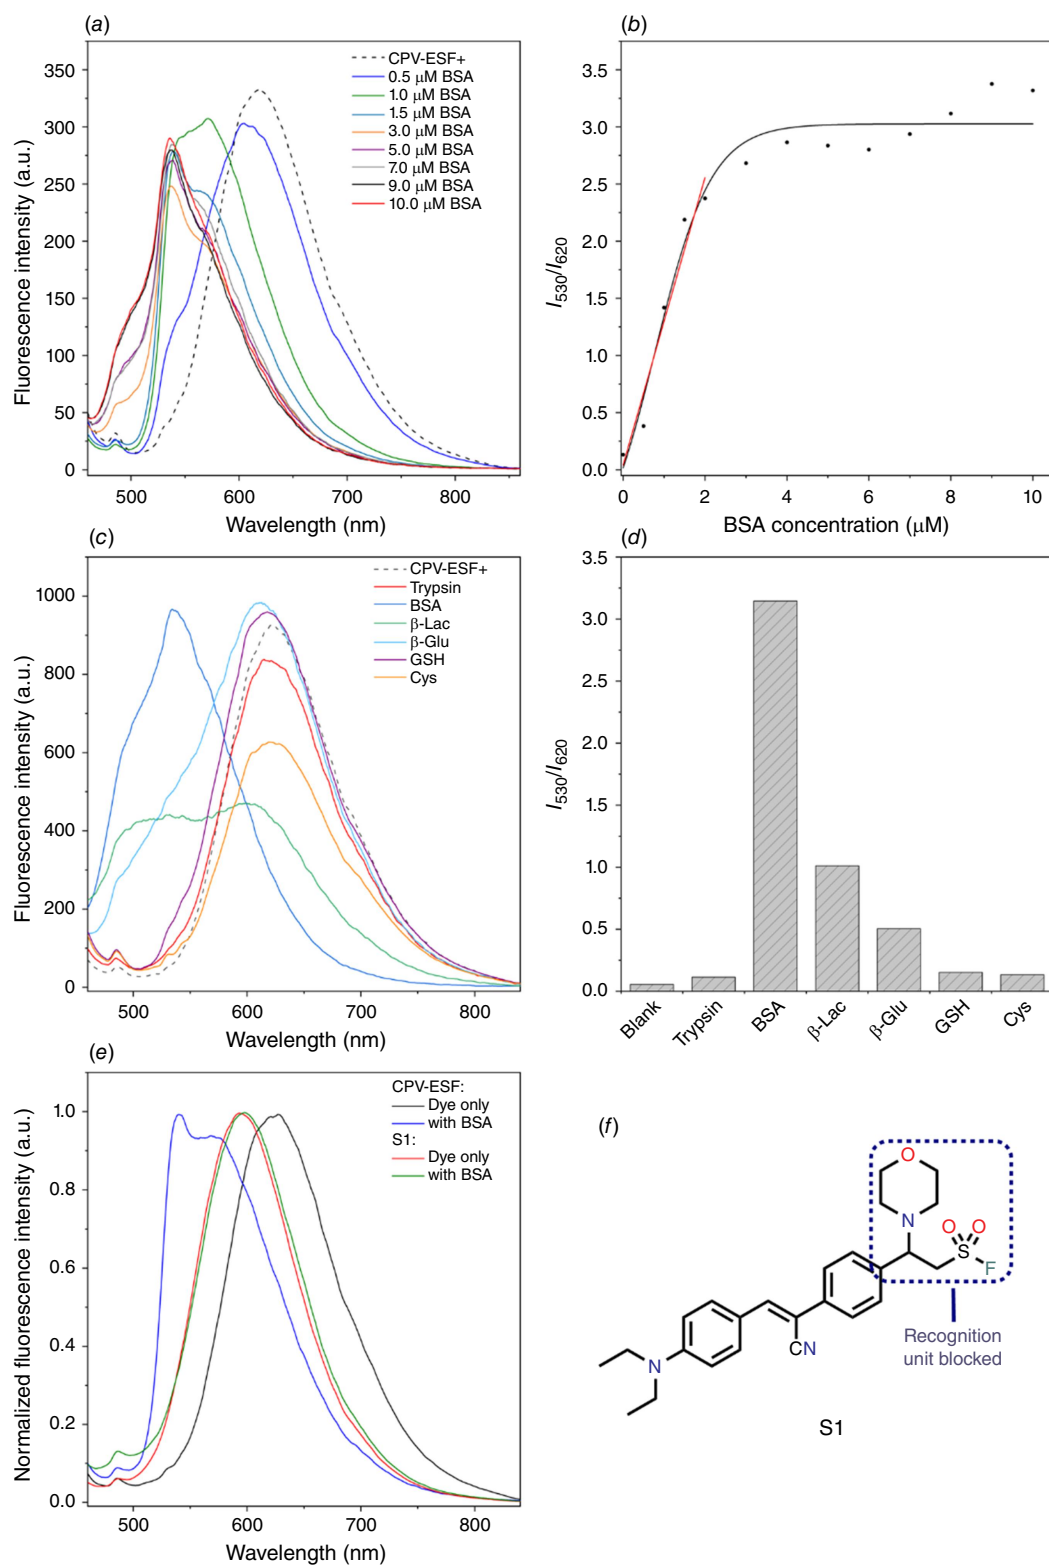 (a)
350
300
250
200
150
100
50
0
500
600
700
800
Fluorescence intensity (a.u.)
Wavelength (nm)
CPV-ESF+
0.5 μM BSA
1.0 μM BSA
1.5 μM BSA
3.0 μM BSA
5.0 μM BSA
7.0 μM BSA
9.0 μM BSA
10.0 μM BSA
(b)
3.5
3.0
2.5
2.0
1.5
1.0
0.5
0.0
0
2
4
6
8
10
I530/I620
BSA concentration (μM)
(c)
1000
800
600
400
200
0
500
600
700
800
Fluorescence intensity (a.u.)
Wavelength (nm)
CPV-ESF+
Trypsin
BSA
β-Lac
β-Glu
GSH
Cys
(d)
3.5
3.0
2.5
2.0
1.5
1.0
0.5
0.0
I530/I620
Blank
Trypsin
BSA
β-Lac
β-Glu
GSH
Cys
(e)
1.0
0.8
0.6
0.4
0.2
0.0
500
600
700
800
Normalized fluorescence intensity (a.u.)
Wavelength (nm)
CPV-ESF:
Dye only
with BSA
S1:
Dye only
with BSA
(f)
O
N
O O
S
F
CN
N
Recognition
unit blocked
S1